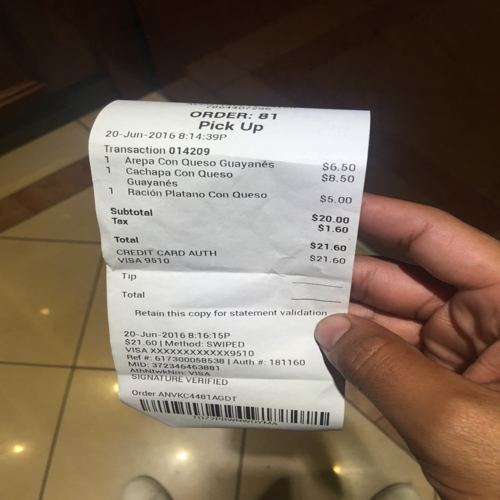 ORDER: 81
Pick Up
20-Jun-2016 8:14:39P
Transaction 014209
1 Arepa Con Queso Guayanés $6.50
1 Cachapa Con Queso Guayanés $8.50
1 Ración Platano Con Queso $5.00
Subtotal $20.00
Tax $1.60
Total $21.60
CREDIT CARD AUTH $21.60
VISA 9510
Tip
Total
Retain this copy for statement validation
20-Jun-2016 8:16:15P
$21.60 | Method: SWIPED
VISA XXXXXXXXXXXX9510
Ref #: 617300058538 | Auth #: 181160
MID: 372346463881
AthNtwkNm: VISA
SIGNATURE VERIFIED
Order ANVKC4481AGDT